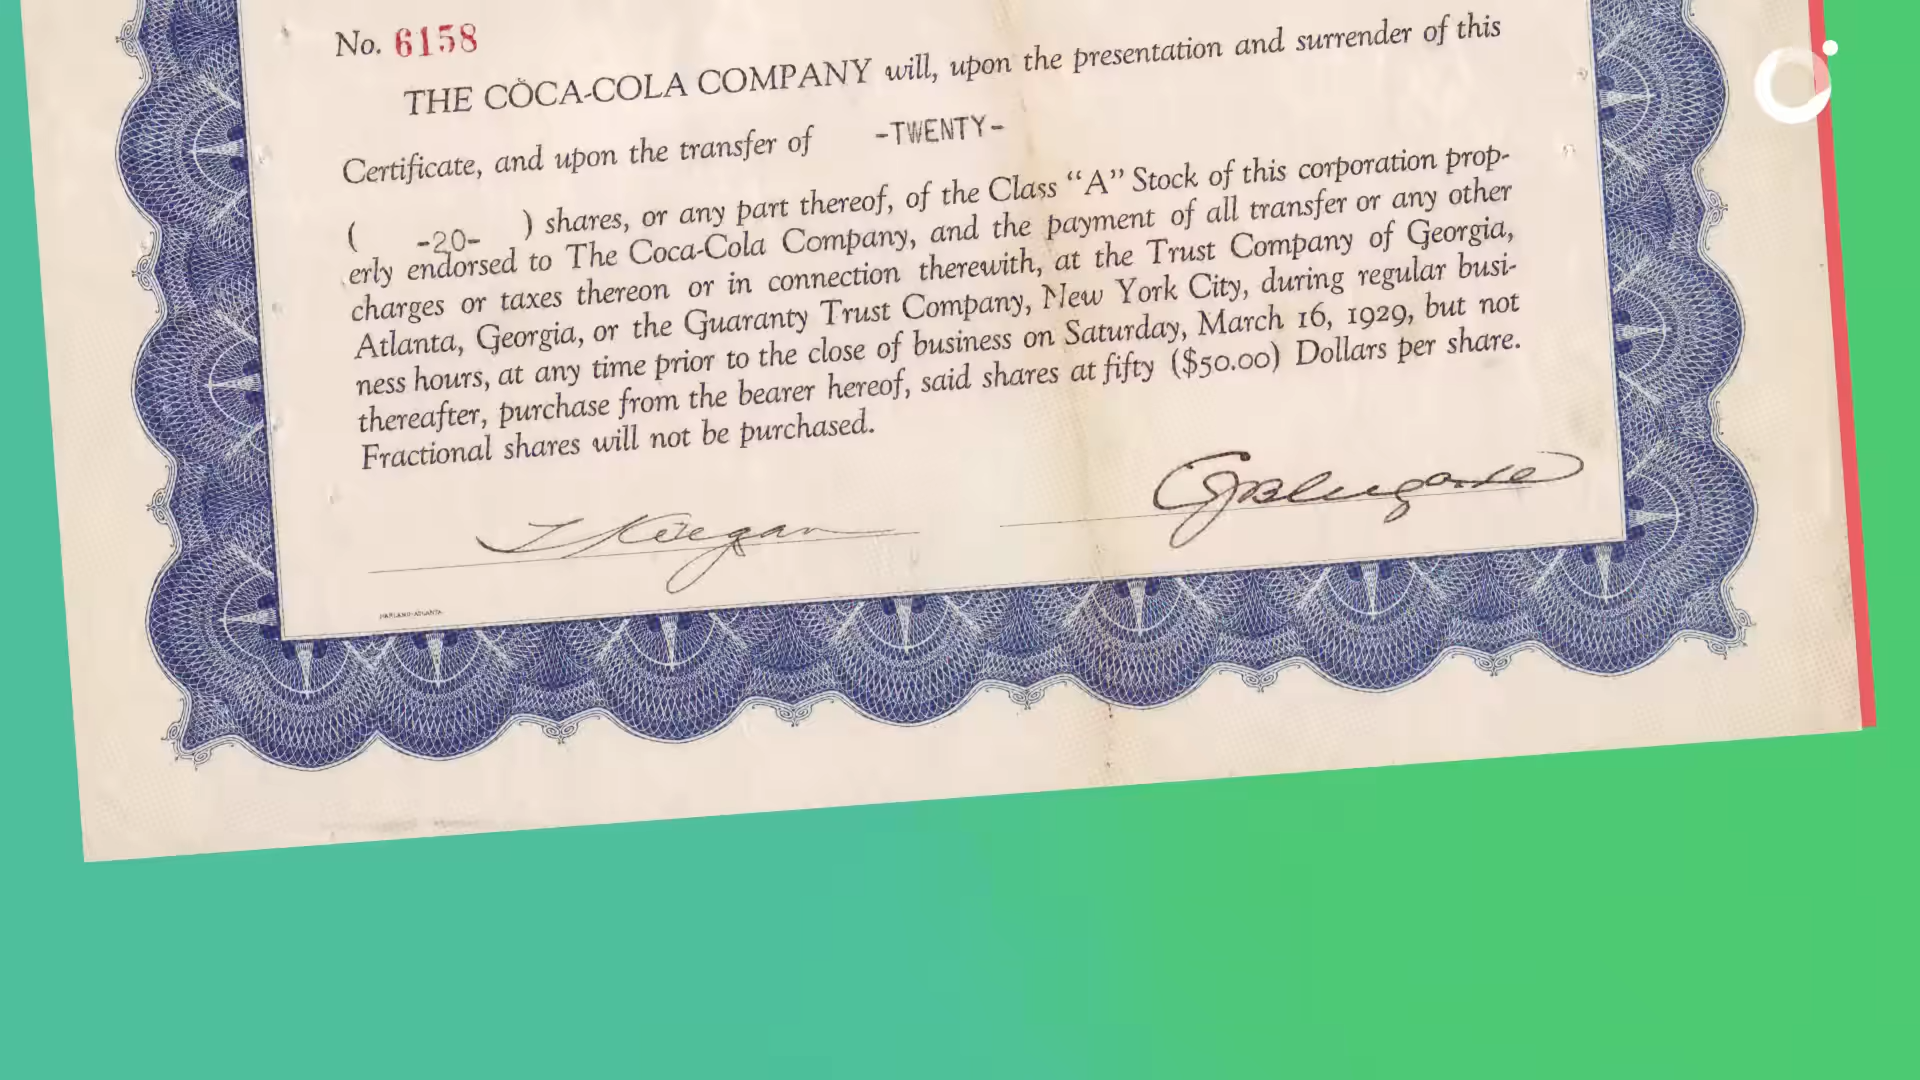 No. 6158
THE COCA-COLA COMPANY will, upon the presentation and surrender of this
Certificate, and upon the transfer of -TWENTY-
( -20- ) shares, or any part thereof, of the Class “A” Stock of this corporation prop-
erly endorsed to The Coca-Cola Company, and the payment of all transfer or any other
charges or taxes thereon or in connection therewith, at the Trust Company of Georgia,
Atlanta, Georgia, or the Guaranty Trust Company, New York City, during regular busi-
ness hours, at any time prior to the close of business on Saturday, March 16, 1929, but not
thereafter, purchase from the bearer hereof, said shares at fifty ($50.00) Dollars per share.
Fractional shares will not be purchased.
HARLAND-ATLANTA.